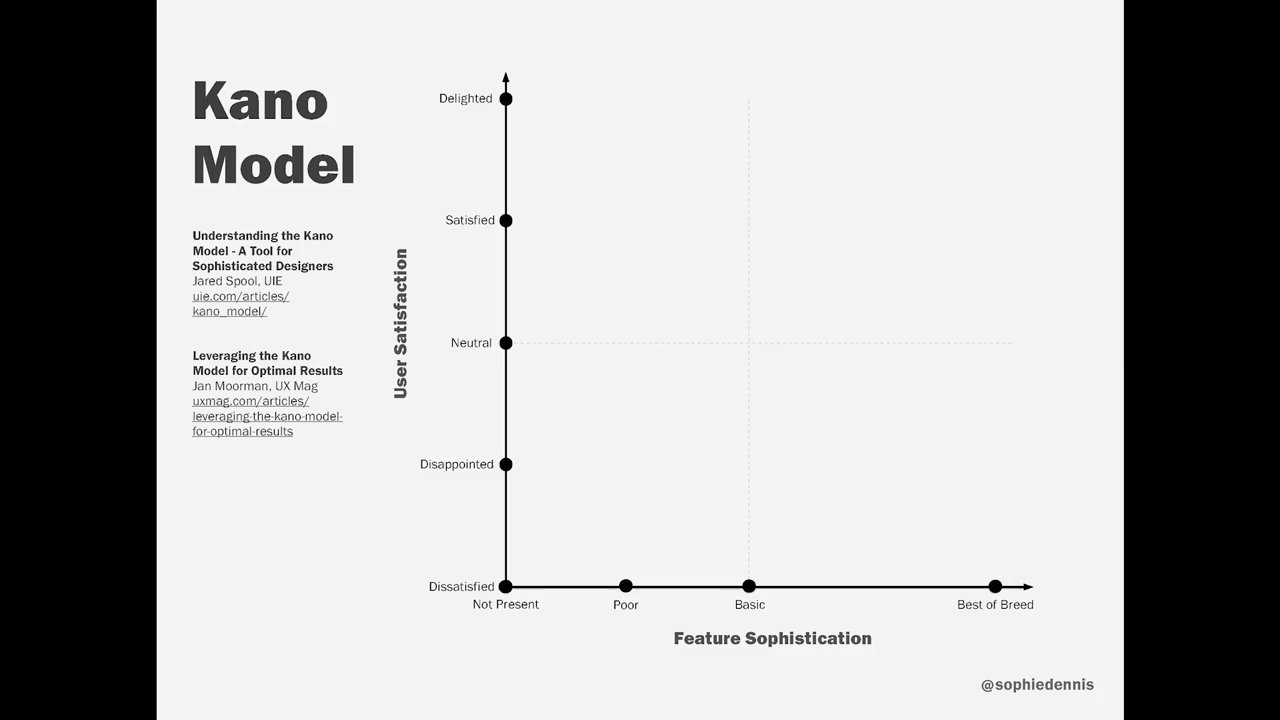 Kano
Model
Understanding the Kano
Model - A Tool for
Sophisticated Designers
Jared Spool, UIE
uie.com/articles/
kano_model/
Leveraging the Kano
Model for Optimal Results
Jan Moorman, UX Mag
uxmag.com/articles/
leveraging-the-kano-model-
for-optimal-results
User Satisfaction
Delighted
Satisfied
Neutral
Disappointed
Dissatisfied
Not Present
Poor
Basic
Best of Breed
Feature Sophistication
@sophiedennis